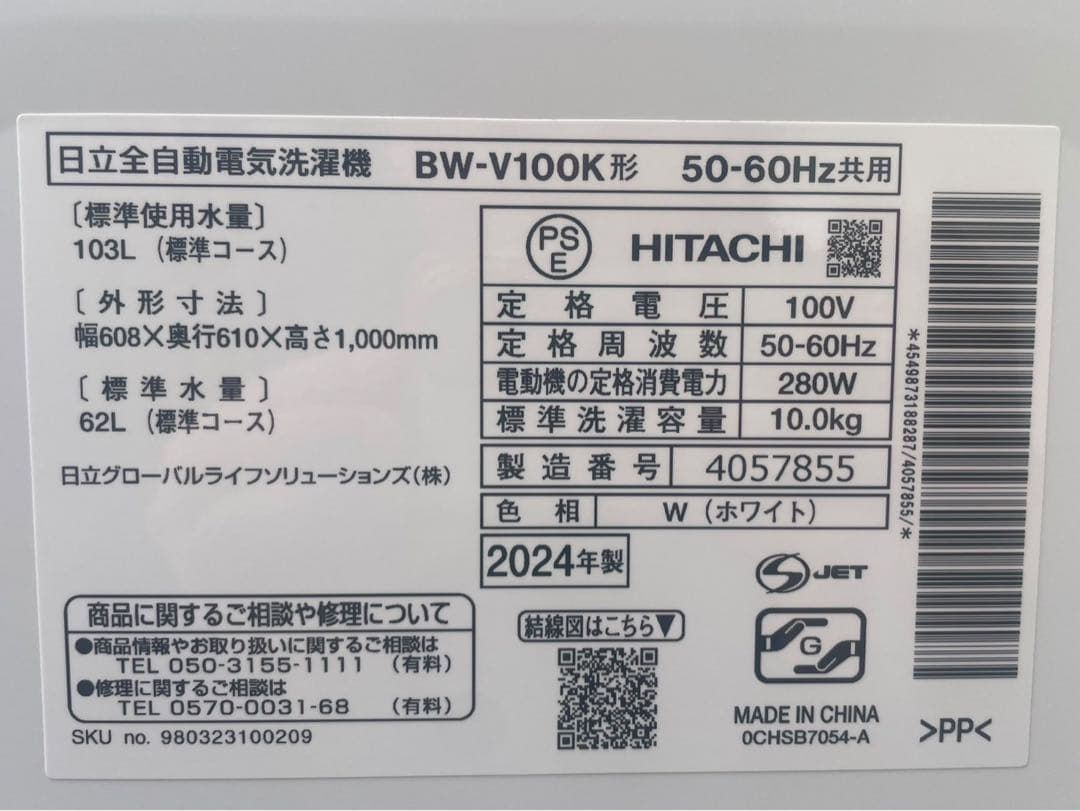 日立全自動電気洗濯機 BW-V100K形 50-60Hz共用
〔標準使用水量〕
103L (標準コース)
〔外形寸法〕
幅608×奥行610×高さ1,000mm
〔標準水量〕
62L (標準コース)
日立グローバルライフソリューションズ(株)
PS
E
HITACHI
定格電圧 100V
定格周波数 50-60Hz
電動機の定格消費電力 280W
標準洗濯容量 10.0kg
製造番号 4057855
色相 W (ホワイト)
2024年製
S JET
商品に関するご相談や修理について
●商品情報やお取り扱いに関するご相談は
TEL 050-3155-1111 (有料)
●修理に関するご相談は
TEL 0570-0031-68 (有料)
SKU no. 980323100209
結線図はこちら▼
G
MADE IN CHINA
0CHSB7054-A
>PP<
*4549873188287/4057855/*